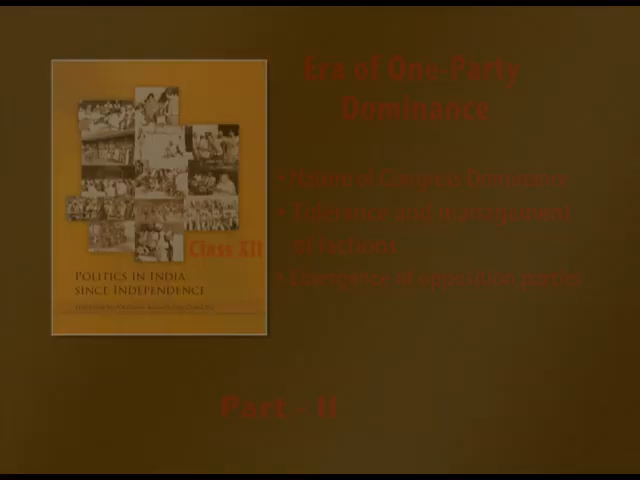 Era of One-Party
Dominance
• Nature of Congress Dominance
• Tolerance and management
of factions
• Emergence of opposition parties
Class XII
POLITICS IN INDIA
SINCE INDEPENDENCE
Part - II